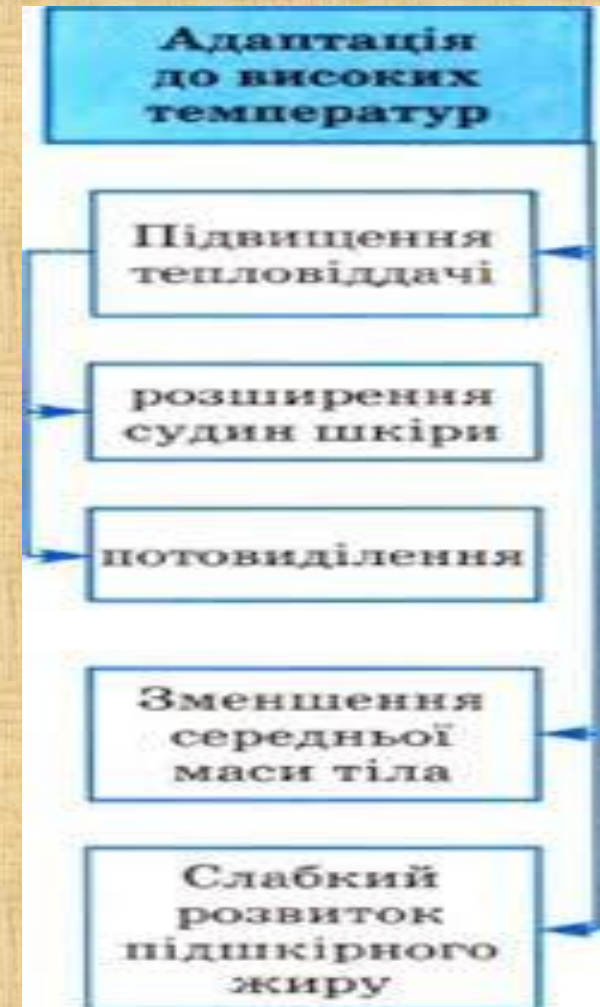 Адаптація
до високих
температур
Підвищення
тепловіддачі
розширення
судин шкіри
потовиділення
Зменшення
середньої
маси тіла
Слабкий
розвиток
підшкірного
жиру